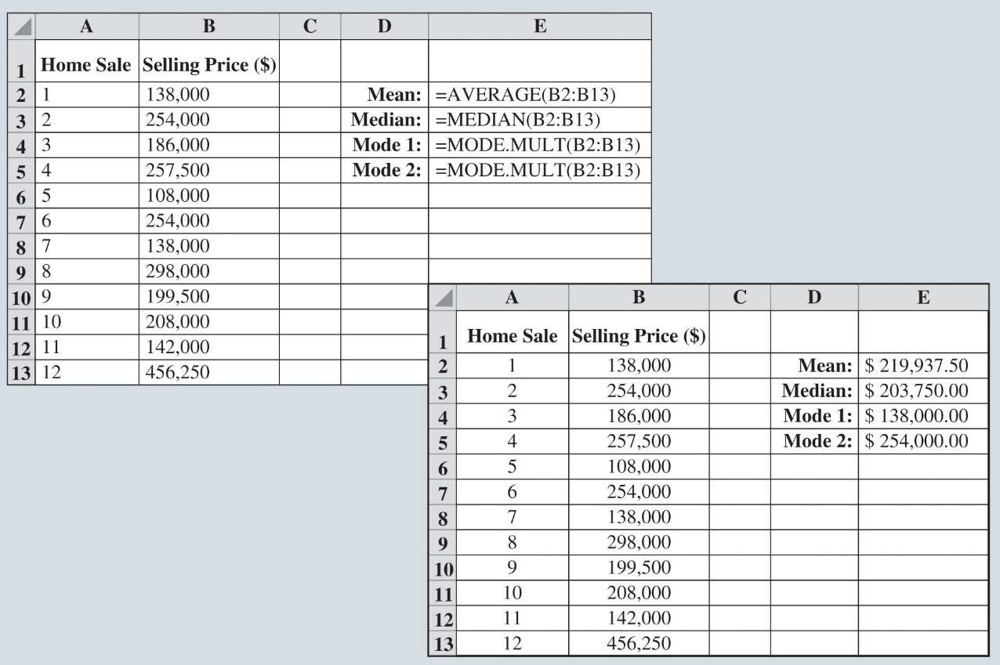 A B C D E
1 Home Sale Selling Price ($)
2 1 138,000 Mean: =AVERAGE(B2:B13)
3 2 254,000 Median: =MEDIAN(B2:B13)
4 3 186,000 Mode 1: =MODE.MULT(B2:B13)
5 4 257,500 Mode 2: =MODE.MULT(B2:B13)
6 5 108,000
7 6 254,000
8 7 138,000
9 8 298,000
10 9 199,500
11 10 208,000
12 11 142,000
13 12 456,250
A B C D E
1 Home Sale Selling Price ($)
2 1 138,000 Mean: $ 219,937.50
3 2 254,000 Median: $ 203,750.00
4 3 186,000 Mode 1: $ 138,000.00
5 4 257,500 Mode 2: $ 254,000.00
6 5 108,000
7 6 254,000
8 7 138,000
9 8 298,000
10 9 199,500
11 10 208,000
12 11 142,000
13 12 456,250